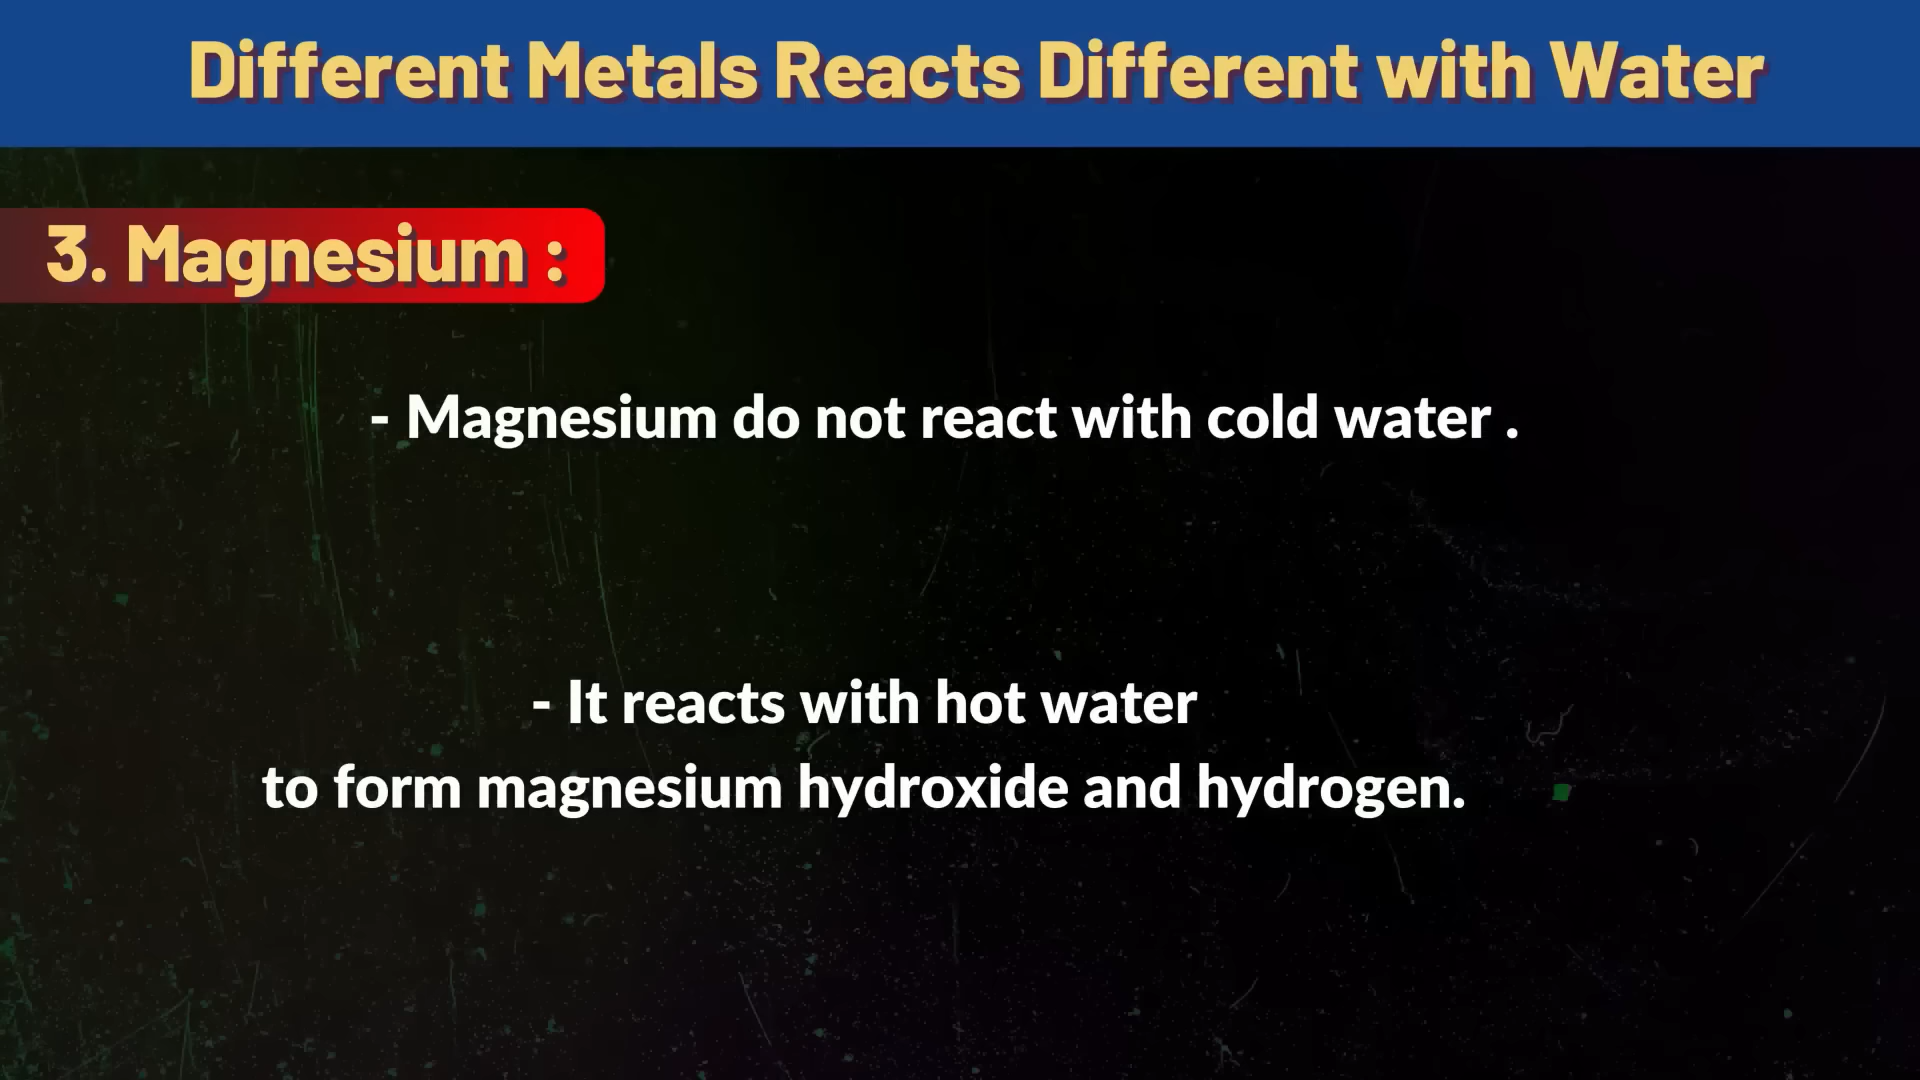 Different Metals Reacts Different with Water
3. Magnesium :
- Magnesium do not react with cold water .
- It reacts with hot water
to form magnesium hydroxide and hydrogen.